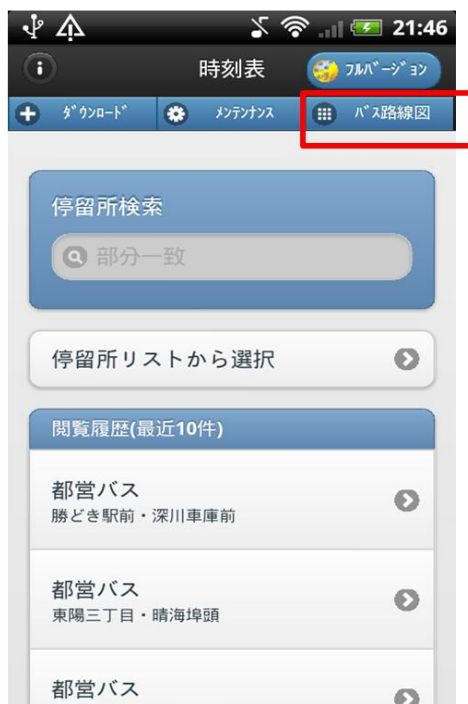 21:46
時刻表
フルバージョン
ダウンロード
メンテナンス
バス路線図
停留所検索
部分一致
停留所リストから選択
閲覧履歴(最近10件)
都営バス
勝どき駅前・深川車庫前
都営バス
東陽三丁目・晴海埠頭
都営バス